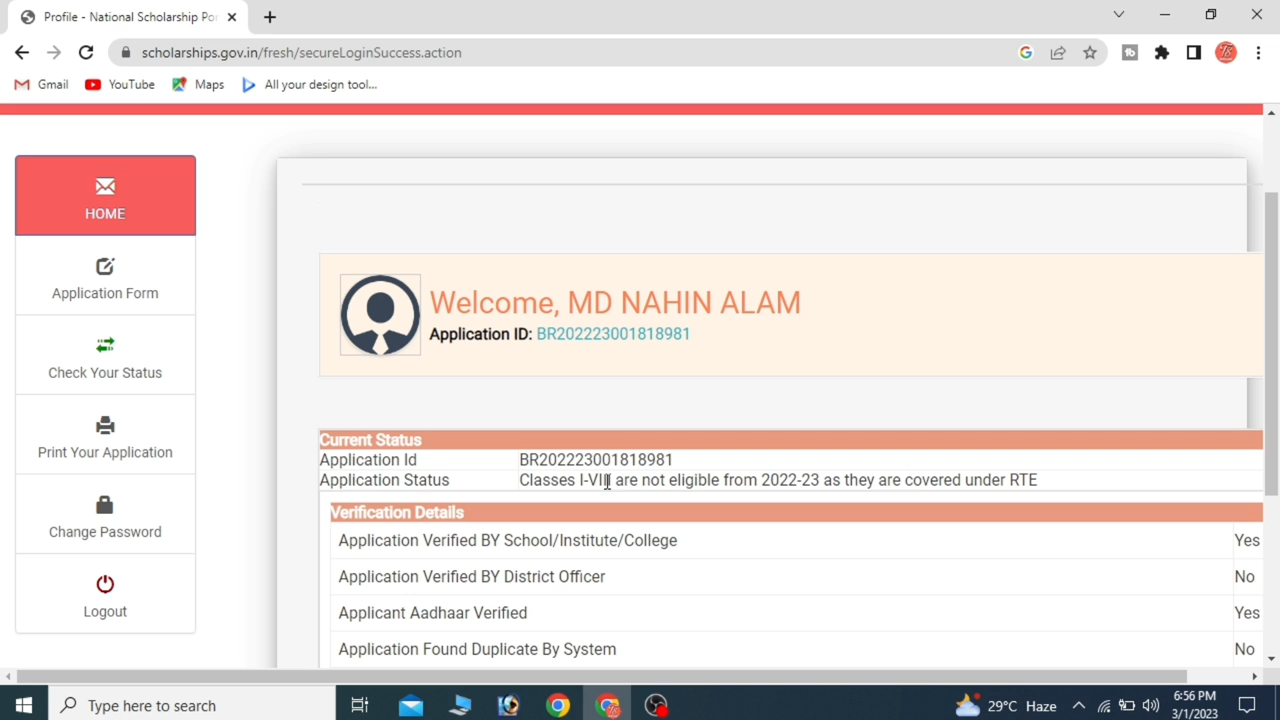 Profile - National Scholarship Por
scholarships.gov.in/fresh/secureLoginSuccess.action
Gmail YouTube Maps All your design tool...
HOME
Application Form
Check Your Status
Print Your Application
Change Password
Logout
Welcome, MD NAHIN ALAM
Application ID: BR202223001818981
Current Status
Application Id BR202223001818981
Application Status Classes I-VIII are not eligible from 2022-23 as they are covered under RTE
Verification Details
Application Verified BY School/Institute/College Yes
Application Verified BY District Officer No
Applicant Aadhaar Verified Yes
Application Found Duplicate By System No
Type here to search
29°C Haze
6:56 PM
3/1/2023